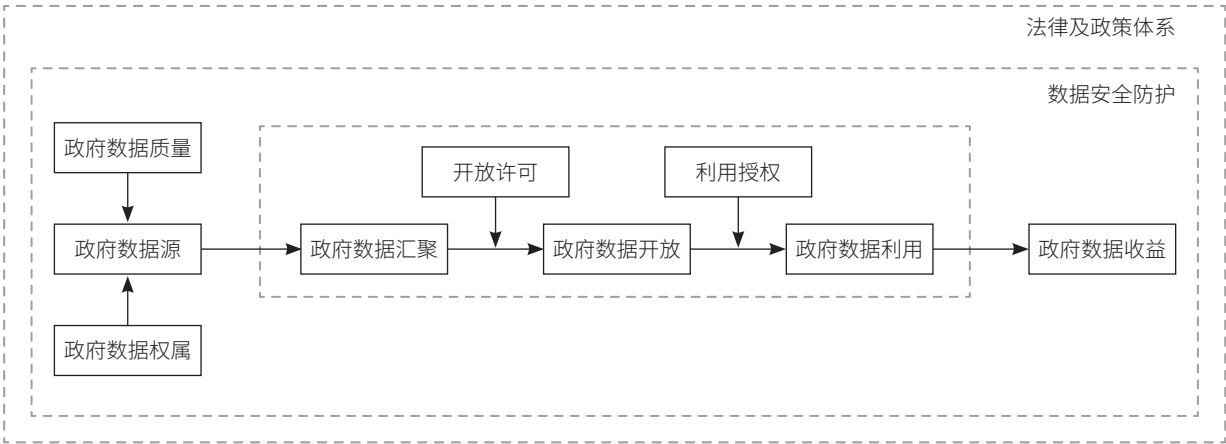 法律及政策体系
数据安全防护
政府数据质量
开放许可
利用授权
政府数据源
政府数据汇聚
政府数据开放
政府数据利用
政府数据收益
政府数据权属